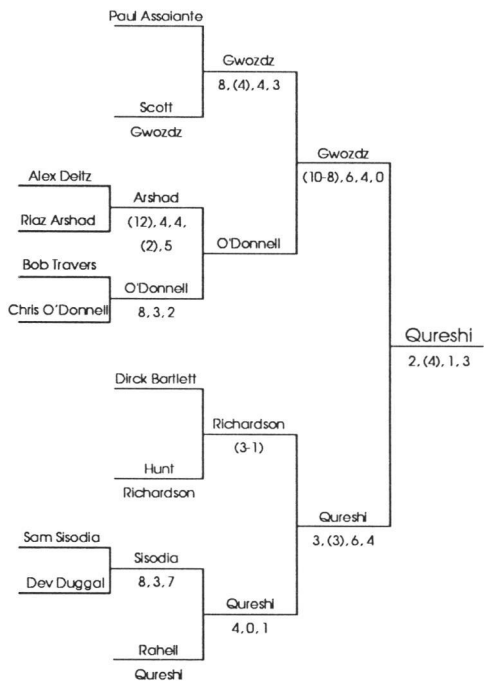 Paul Assaiante
Gwozdz
8, (4), 4, 3
Scott
Gwozdz
Gwozdz
(10-8), 6, 4, 0
Alex Deitz
Arshad
Riaz Arshad
(12), 4, 4,
(2), 5
O'Donnell
Bob Travers
O'Donnell
Chris O'Donnell
8, 3, 2
Qureshi
2, (4), 1, 3
Dirck Bartlett
Richardson
(3-1)
Hunt
Richardson
Qureshi
3, (3), 6, 4
Sam Sisodia
Sisodia
Dev Duggal
8, 3, 7
Qureshi
4, 0, 1
Rahell
Qureshi